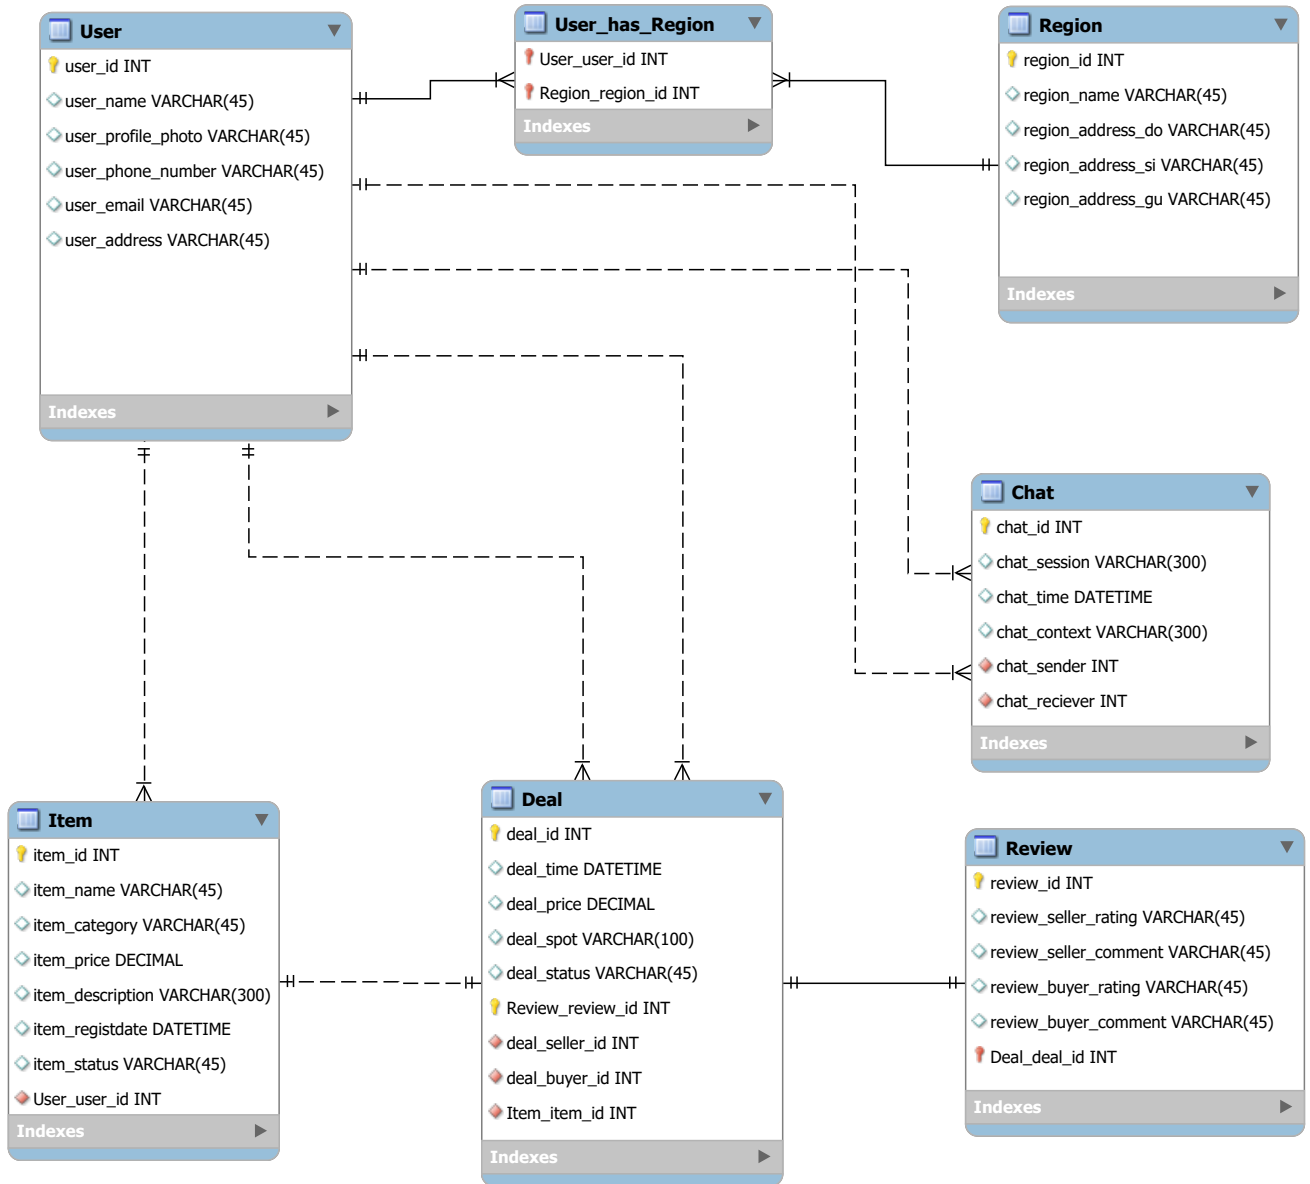 User
user_id INT
user_name VARCHAR(45)
user_profile_photo VARCHAR(45)
user_phone_number VARCHAR(45)
user_email VARCHAR(45)
user_address VARCHAR(45)
Indexes
User_has_Region
User_user_id INT
Region_region_id INT
Indexes
Region
region_id INT
region_name VARCHAR(45)
region_address_do VARCHAR(45)
region_address_si VARCHAR(45)
region_address_gu VARCHAR(45)
Indexes
Chat
chat_id INT
chat_session VARCHAR(300)
chat_time DATETIME
chat_context VARCHAR(300)
chat_sender INT
chat_reciever INT
Indexes
Item
item_id INT
item_name VARCHAR(45)
item_category VARCHAR(45)
item_price DECIMAL
item_description VARCHAR(300)
item_registdate DATETIME
item_status VARCHAR(45)
User_user_id INT
Indexes
Deal
deal_id INT
deal_time DATETIME
deal_price DECIMAL
deal_spot VARCHAR(100)
deal_status VARCHAR(45)
Review_review_id INT
deal_seller_id INT
deal_buyer_id INT
Item_item_id INT
Indexes
Review
review_id INT
review_seller_rating VARCHAR(45)
review_seller_comment VARCHAR(45)
review_buyer_rating VARCHAR(45)
review_buyer_comment VARCHAR(45)
Deal_deal_id INT
Indexes